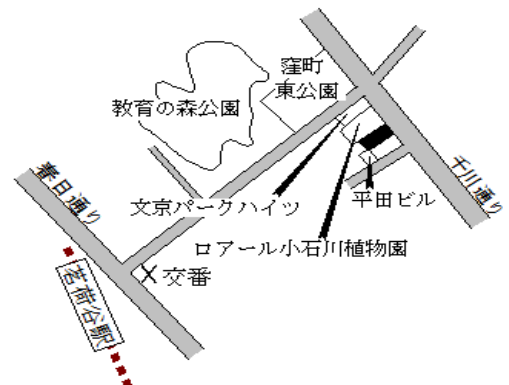 窪町
東公園
教育の森公園
春日通り
文京パークハイツ
平田ビル
千川通り
ロアール小石川植物園
交番
茗荷谷駅